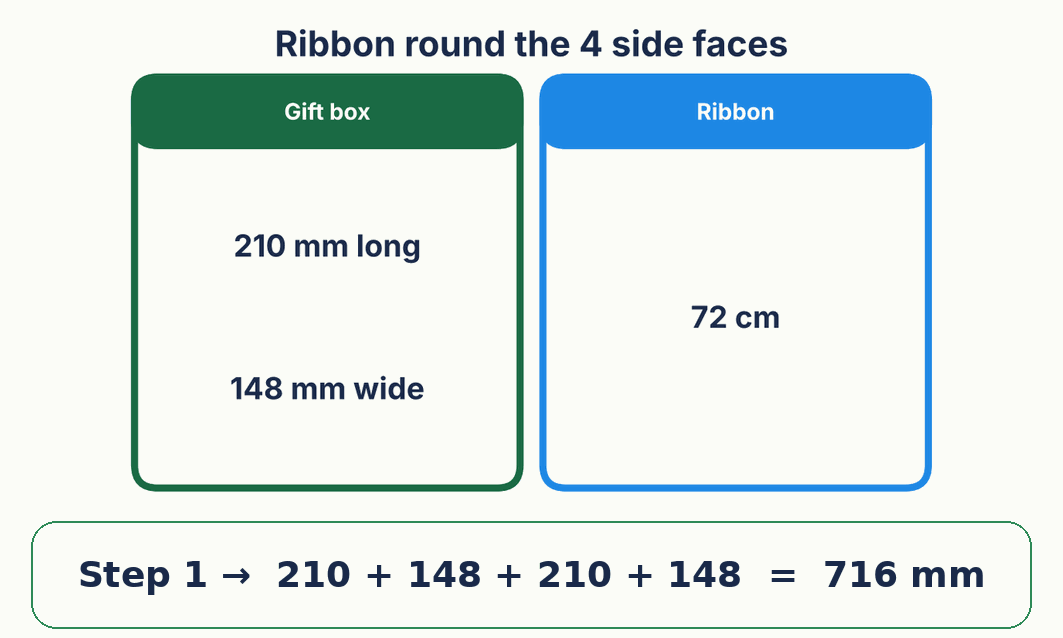 Ribbon round the 4 side faces
Gift box
210 mm long
148 mm wide
Ribbon
72 cm
Step 1 → 210 + 148 + 210 + 148 = 716 mm